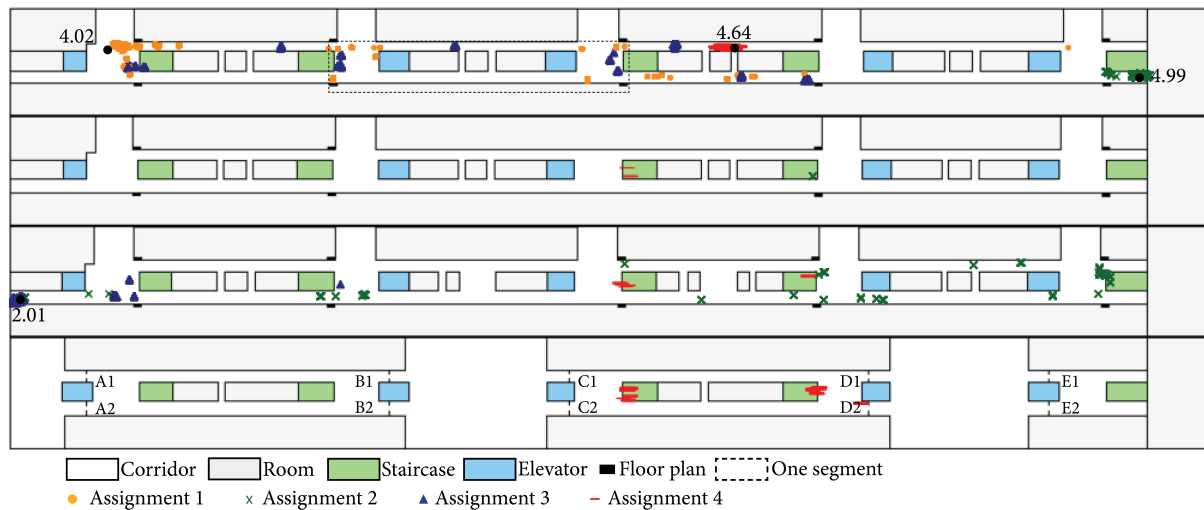 4.02
4.64
4.99
2.01
A1 B1 C1 D1 E1
A2 B2 C2 D2 E2
Corridor Room Staircase Elevator Floor plan One segment
Assignment 1 Assignment 2 Assignment 3 Assignment 4